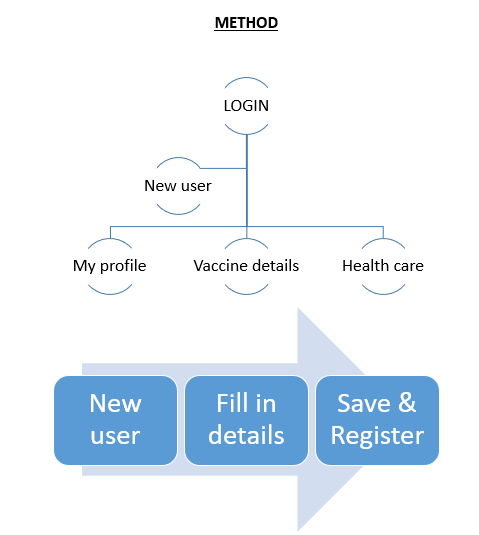 METHOD
LOGIN
New user
My profile
Vaccine details
Health care
New
user
Fill in
details
Save &
Register